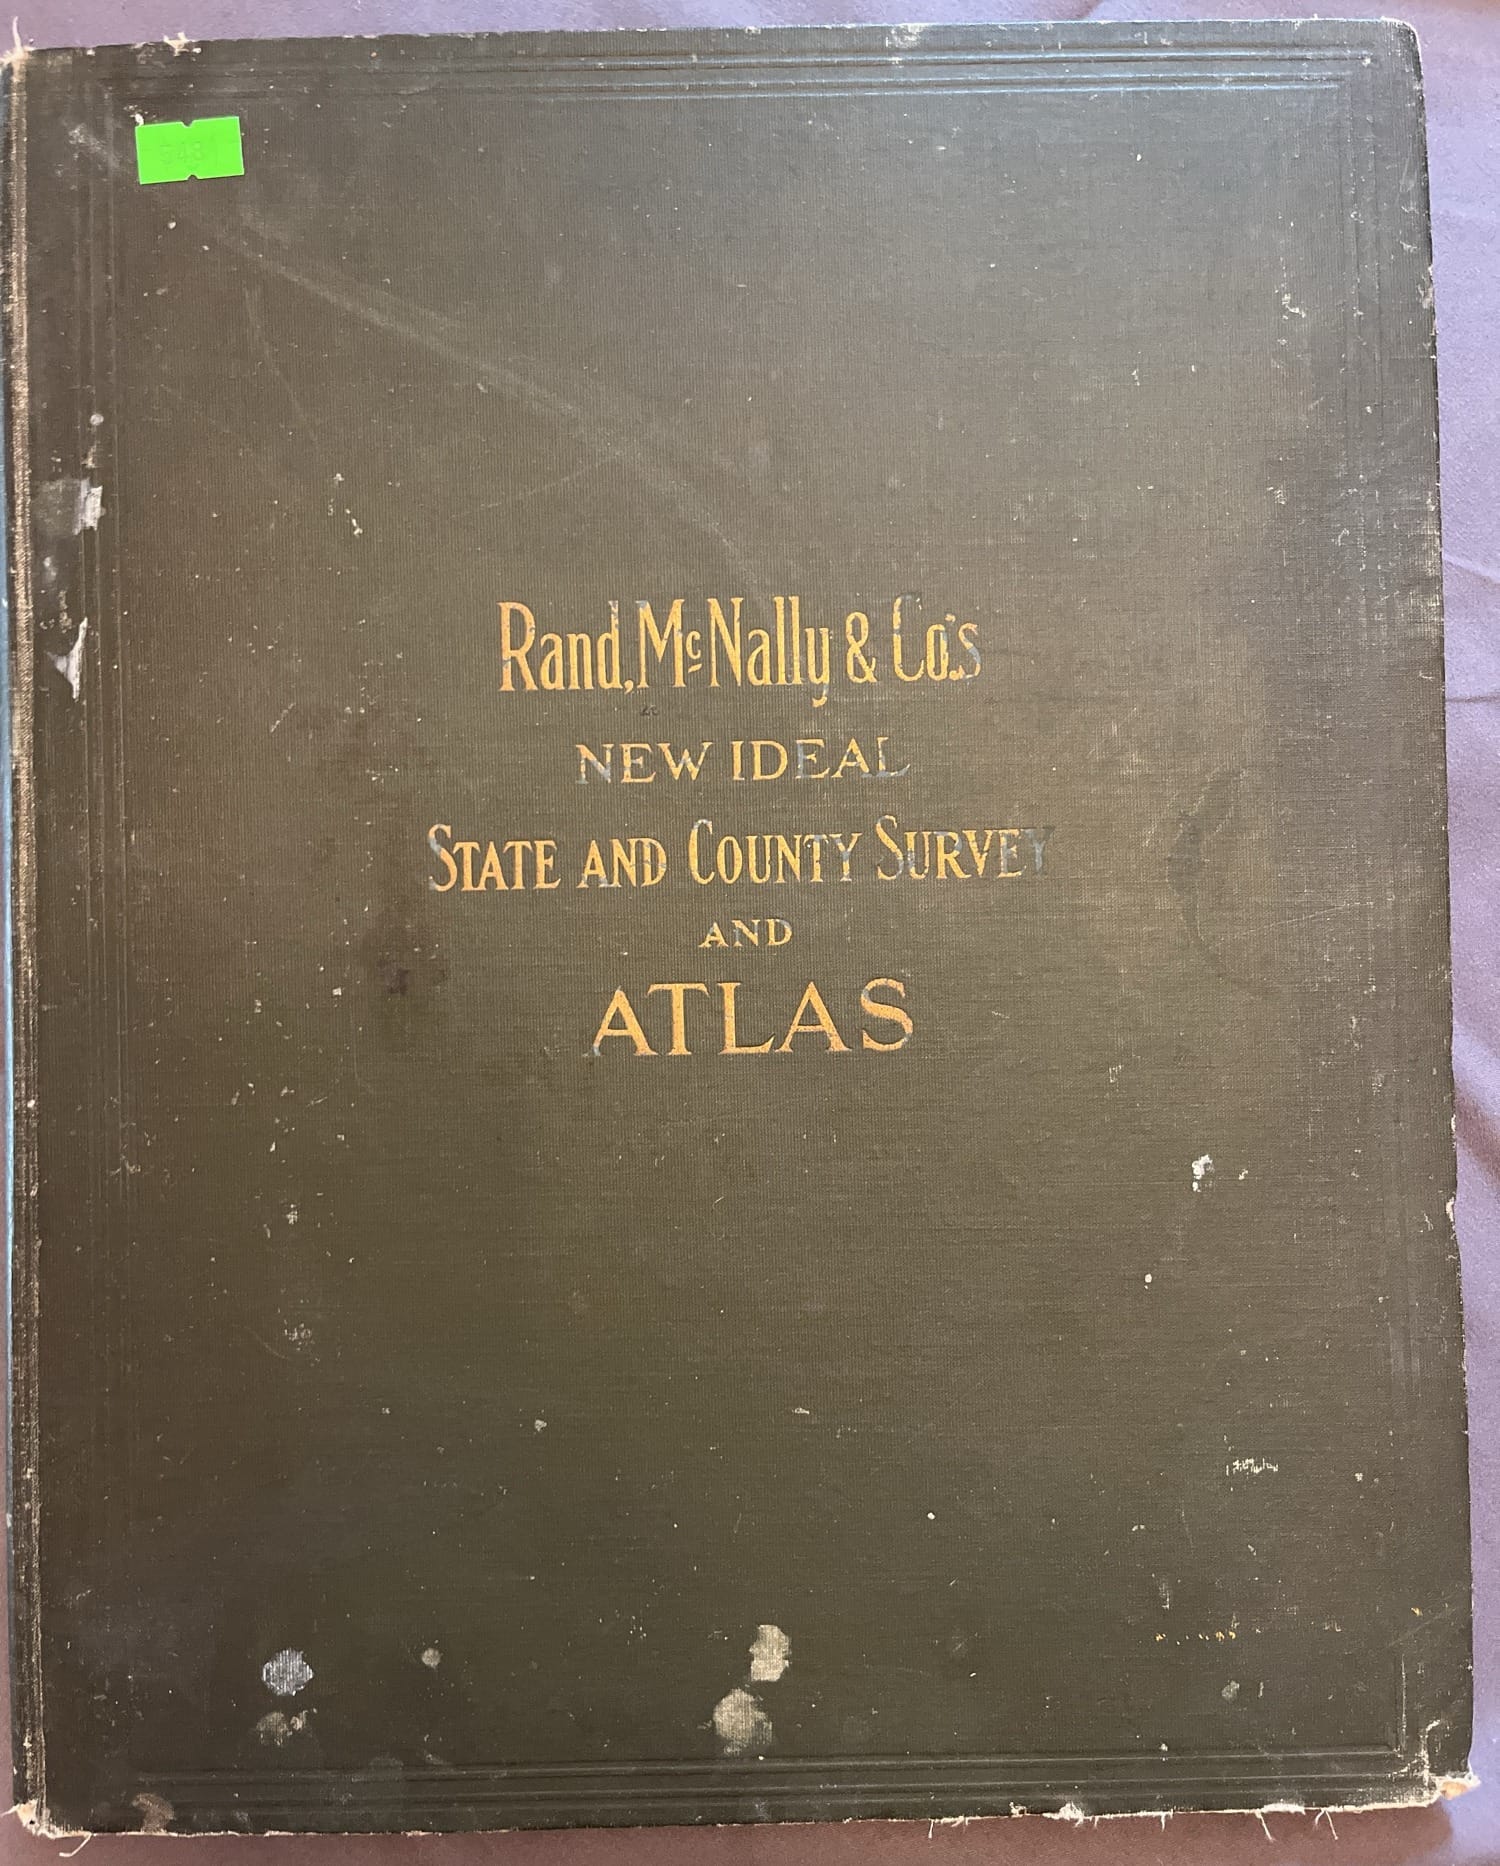 Rand, McNally & Co's
NEW IDEAL
STATE AND COUNTY SURVEY
AND
ATLAS